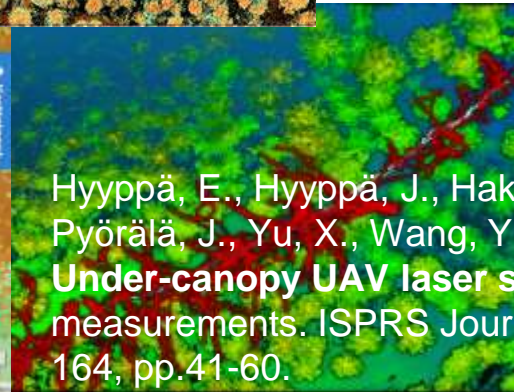 Hyyppä, E., Hyyppä, J., Hak
Pyörälä, J., Yu, X., Wang, Y
Under-canopy UAV laser s
measurements. ISPRS Jour
164, pp.41-60.